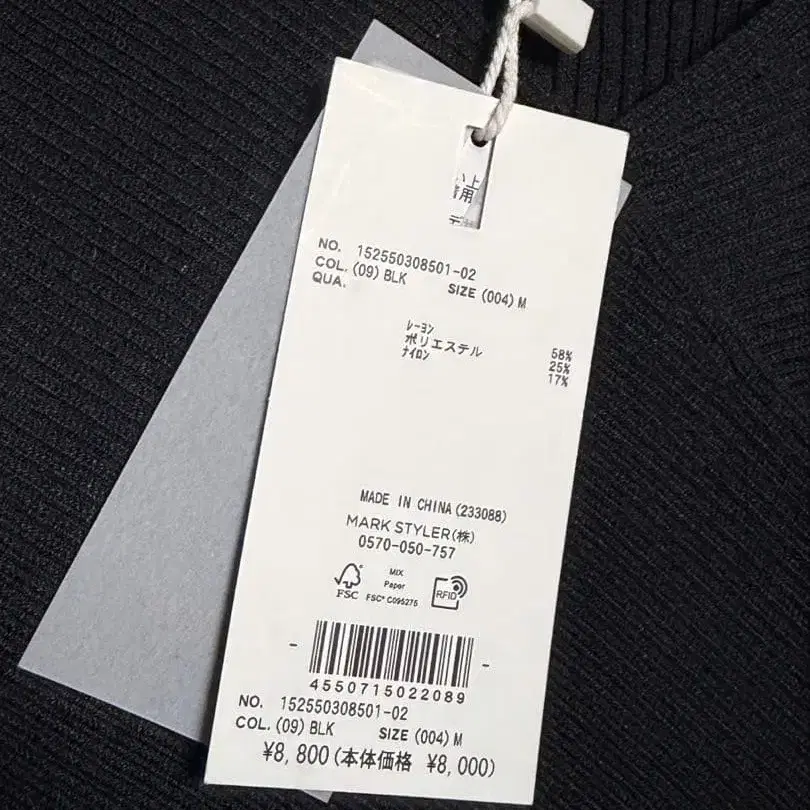 NO. 152550308501-02
COL. (09) BLK SIZE (004) M
QUA.
レーヨン 58%
ポリエステル 25%
ナイロン 17%
MADE IN CHINA (233088)
MARK STYLER(株)
0570-050-757
FSC
MIX
Paper
FSC® C095275
RFID
4550715022089
NO. 152550308501-02
COL. (09) BLK SIZE (004) M
¥8,800(本体価格 ¥8,000)